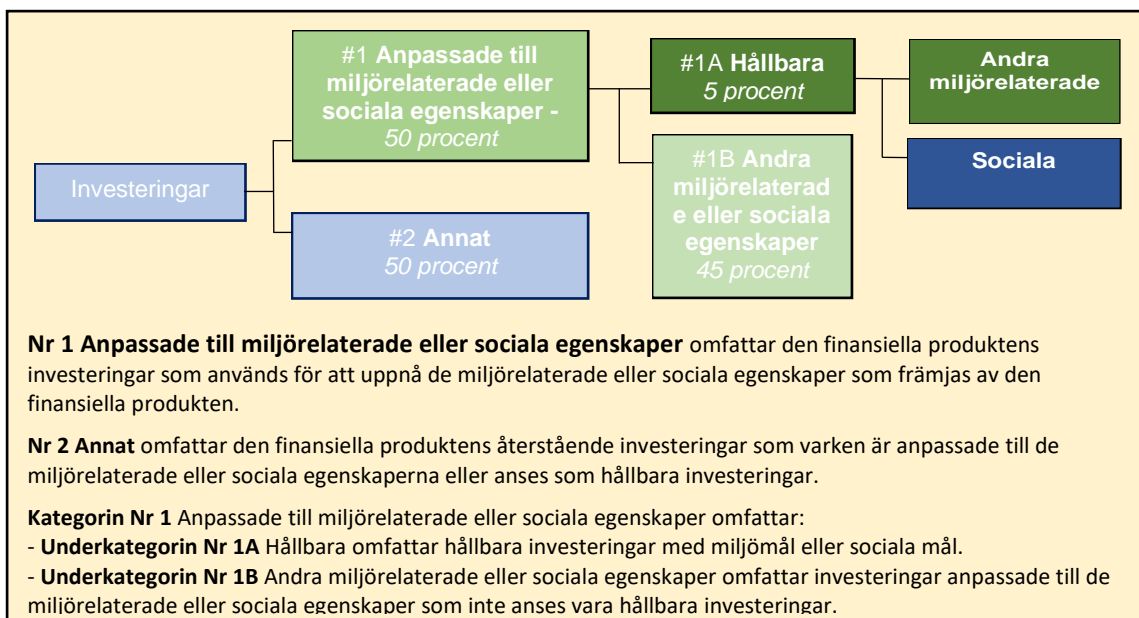 Investeringar
#1 Anpassade till
miljörelaterade eller
sociala egenskaper -
50 procent
#2 Annat
50 procent
#1A Hållbara
5 procent
#1B Andra
miljörelaterad
e eller sociala
egenskaper
45 procent
Andra
miljörelaterade
Sociala
Nr 1 Anpassade till miljörelaterade eller sociala egenskaper omfattar den finansiella produktens
investeringar som används för att uppnå de miljörelaterade eller sociala egenskaper som främjas av den
finansiella produkten.
Nr 2 Annat omfattar den finansiella produktens återstående investeringar som varken är anpassade till de
miljörelaterade eller sociala egenskaperna eller anses som hållbara investeringar.
Kategorin Nr 1 Anpassade till miljörelaterade eller sociala egenskaper omfattar:
- Underkategorin Nr 1A Hållbara omfattar hållbara investeringar med miljömål eller sociala mål.
- Underkategorin Nr 1B Andra miljörelaterade eller sociala egenskaper omfattar investeringar anpassade till de
miljörelaterade eller sociala egenskaper som inte anses vara hållbara investeringar.